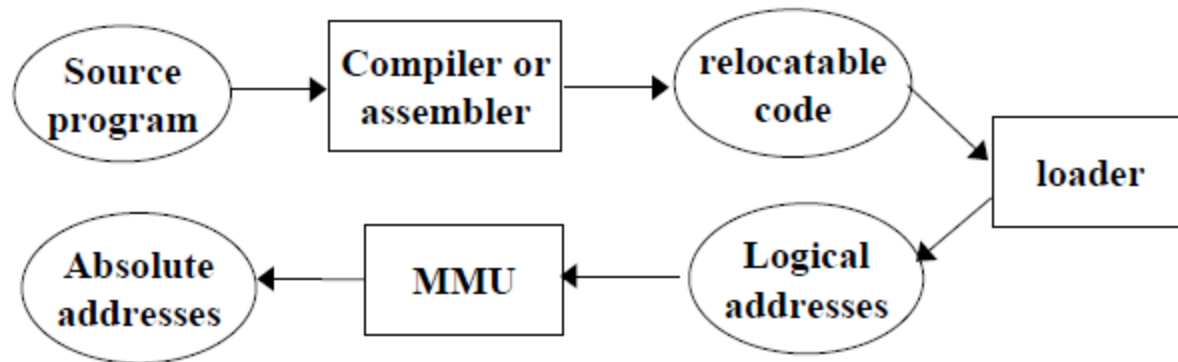 Source
program
Compiler or
assembler
relocatable
code
loader
Logical
addresses
MMU
Absolute
addresses